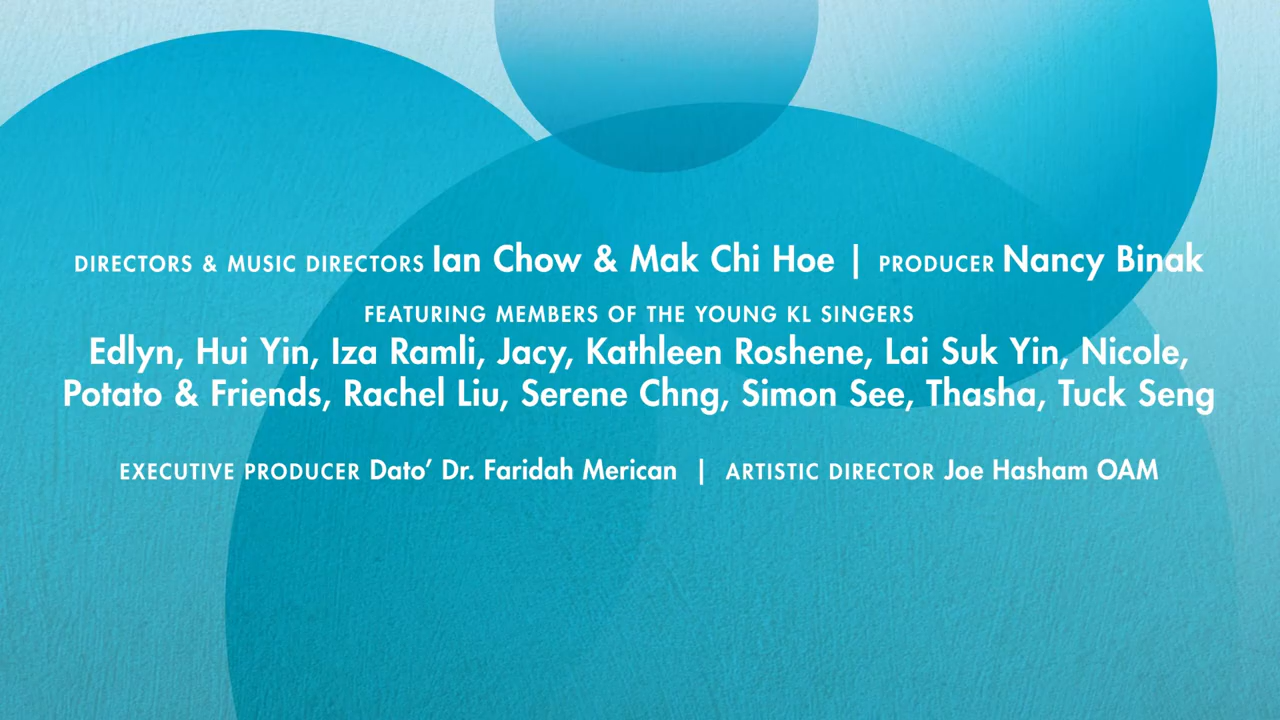 DIRECTORS & MUSIC DIRECTORS Ian Chow & Mak Chi Hoe | PRODUCER Nancy Binak
FEATURING MEMBERS OF THE YOUNG KL SINGERS
Edlyn, Hui Yin, Iza Ramli, Jacy, Kathleen Roshene, Lai Suk Yin, Nicole,
Potato & Friends, Rachel Liu, Serene Chng, Simon See, Thasha, Tuck Seng
EXECUTIVE PRODUCER Dato’ Dr. Faridah Merican | ARTISTIC DIRECTOR Joe Hasham OAM